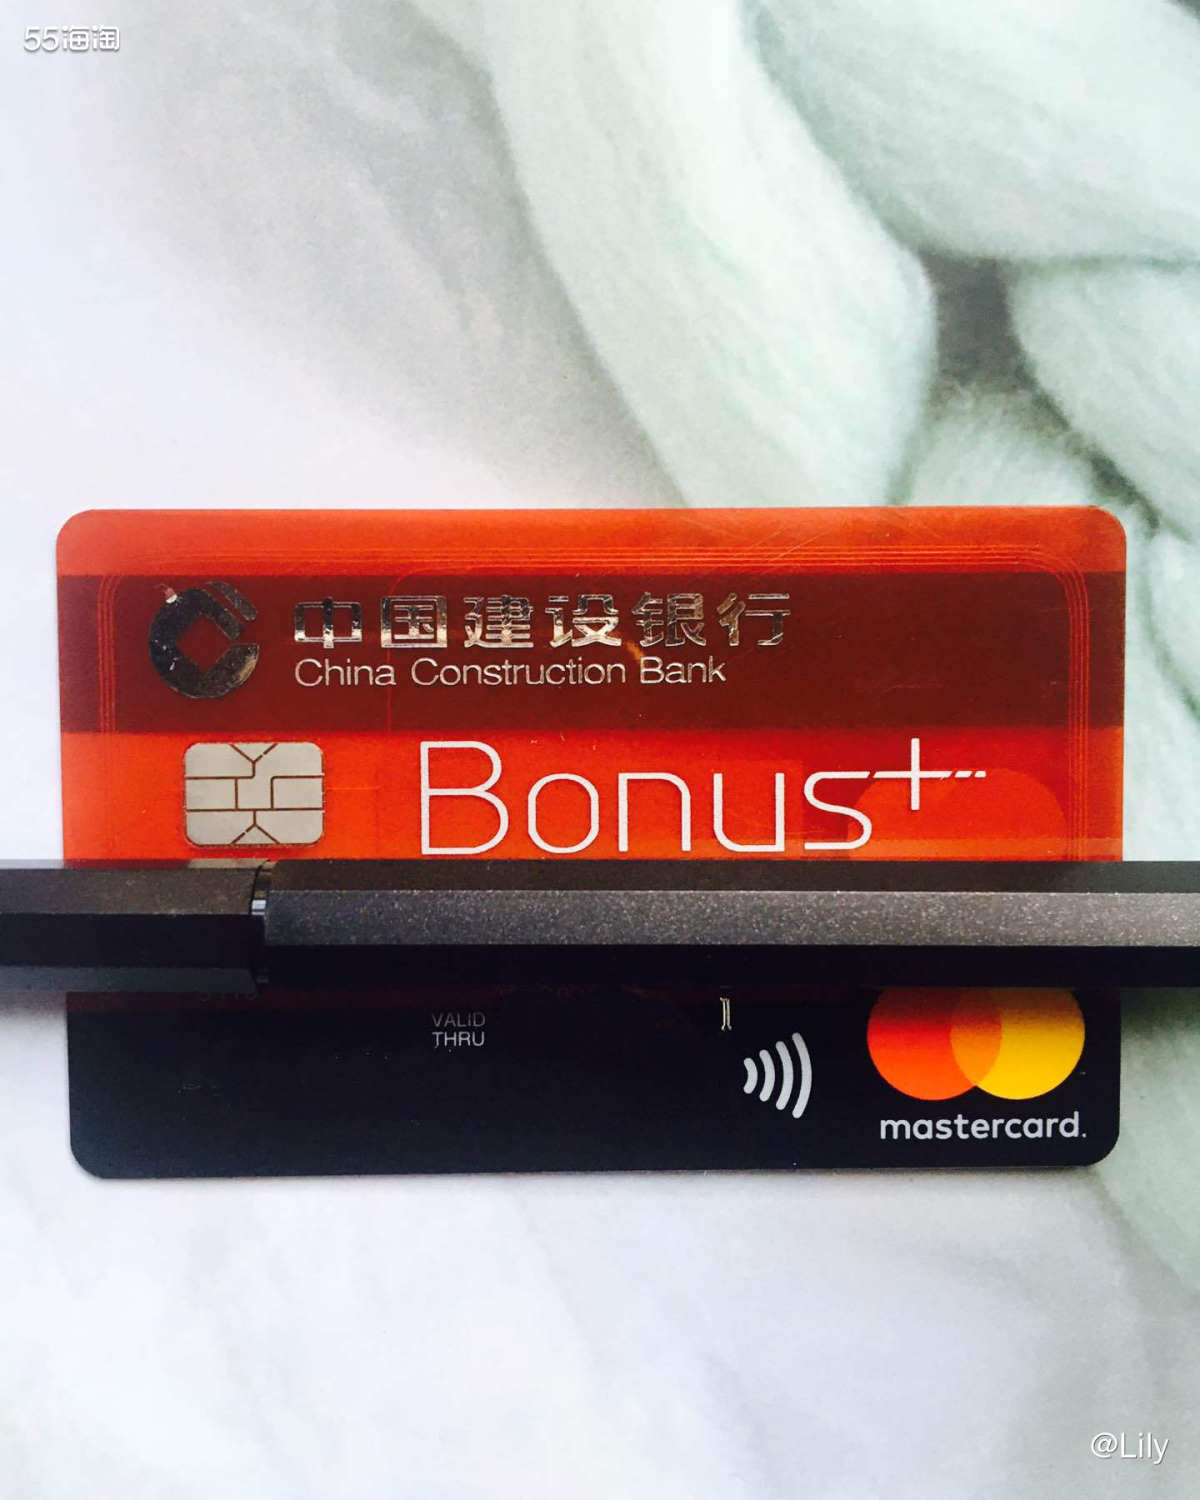 55海淘
中国建设银行
China Construction Bank
Bonus+
VALID
THRU
mastercard.
@Lily